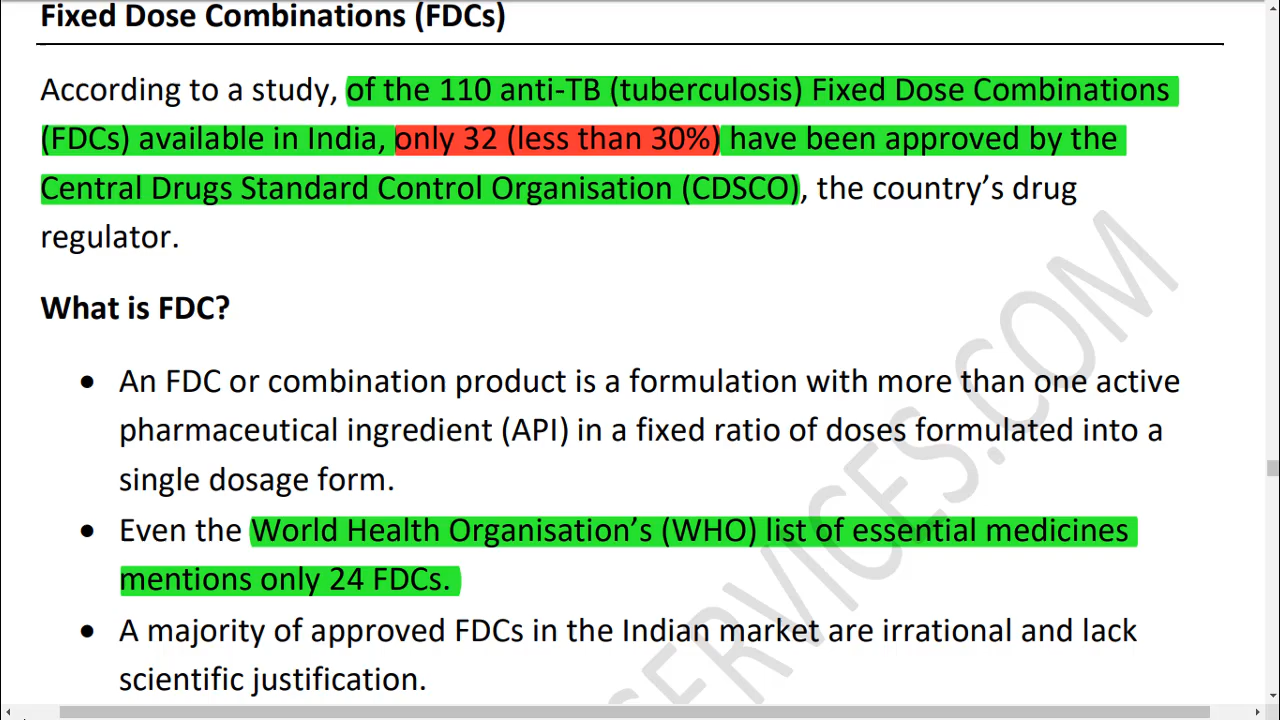 Fixed Dose Combinations (FDCs)
According to a study, of the 110 anti-TB (tuberculosis) Fixed Dose Combinations
(FDCs) available in India, only 32 (less than 30%) have been approved by the
Central Drugs Standard Control Organisation (CDSCO), the country’s drug
regulator.
What is FDC?
• An FDC or combination product is a formulation with more than one active
pharmaceutical ingredient (API) in a fixed ratio of doses formulated into a
single dosage form.
• Even the World Health Organisation’s (WHO) list of essential medicines
mentions only 24 FDCs.
• A majority of approved FDCs in the Indian market are irrational and lack
scientific justification.
SERVICES.COM